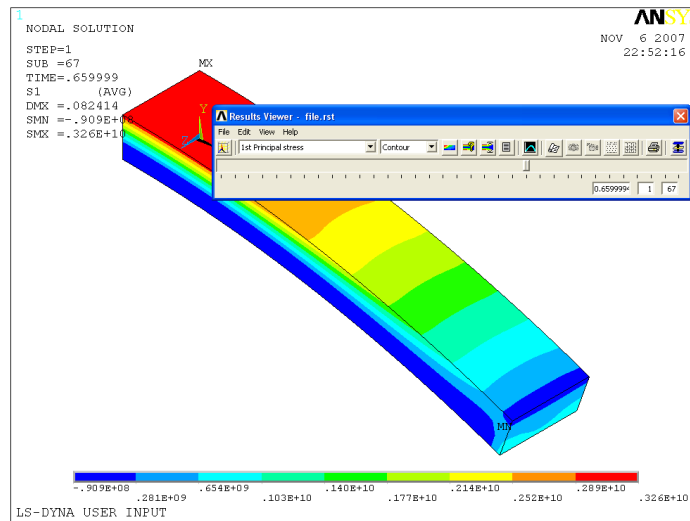 1
ANSY
NODAL SOLUTION
NOV 6 2007
22:52:16
STEP=1
SUB =67
TIME=.659999
S1 (AVG)
DMX =.082414
SMN =-.909E+08
SMX =.326E+10
MX
Y
Z
Results Viewer - file.rst
File Edit View Help
1st Principal stress
Contour
0.659999
1
67
MN
-.909E+08
.281E+09
.654E+09
.103E+10
.140E+10
.177E+10
.214E+10
.252E+10
.289E+10
.326E+10
LS-DYNA USER INPUT